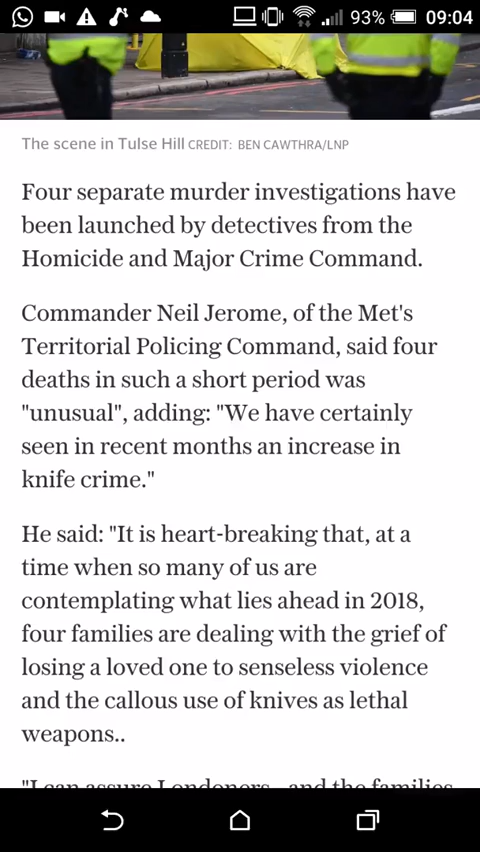 93% 09:04
The scene in Tulse Hill CREDIT: BEN CAWTHRA/LNP
Four separate murder investigations have
been launched by detectives from the
Homicide and Major Crime Command.
Commander Neil Jerome, of the Met's
Territorial Policing Command, said four
deaths in such a short period was
"unusual", adding: "We have certainly
seen in recent months an increase in
knife crime."
He said: "It is heart-breaking that, at a
time when so many of us are
contemplating what lies ahead in 2018,
four families are dealing with the grief of
losing a loved one to senseless violence
and the callous use of knives as lethal
weapons..
"I can assure Londoners - and the families